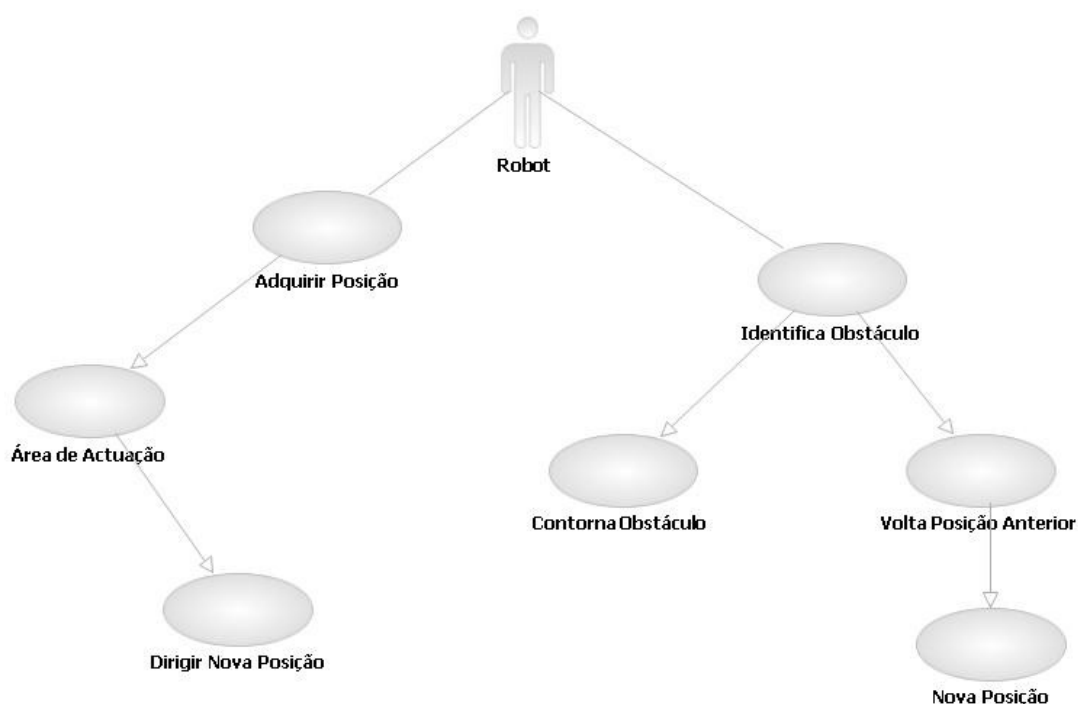 Robot
Adquirir Posição
Identifica Obstáculo
Área de Actuação
Contorna Obstáculo
Volta Posição Anterior
Dirigir Nova Posição
Nova Posição